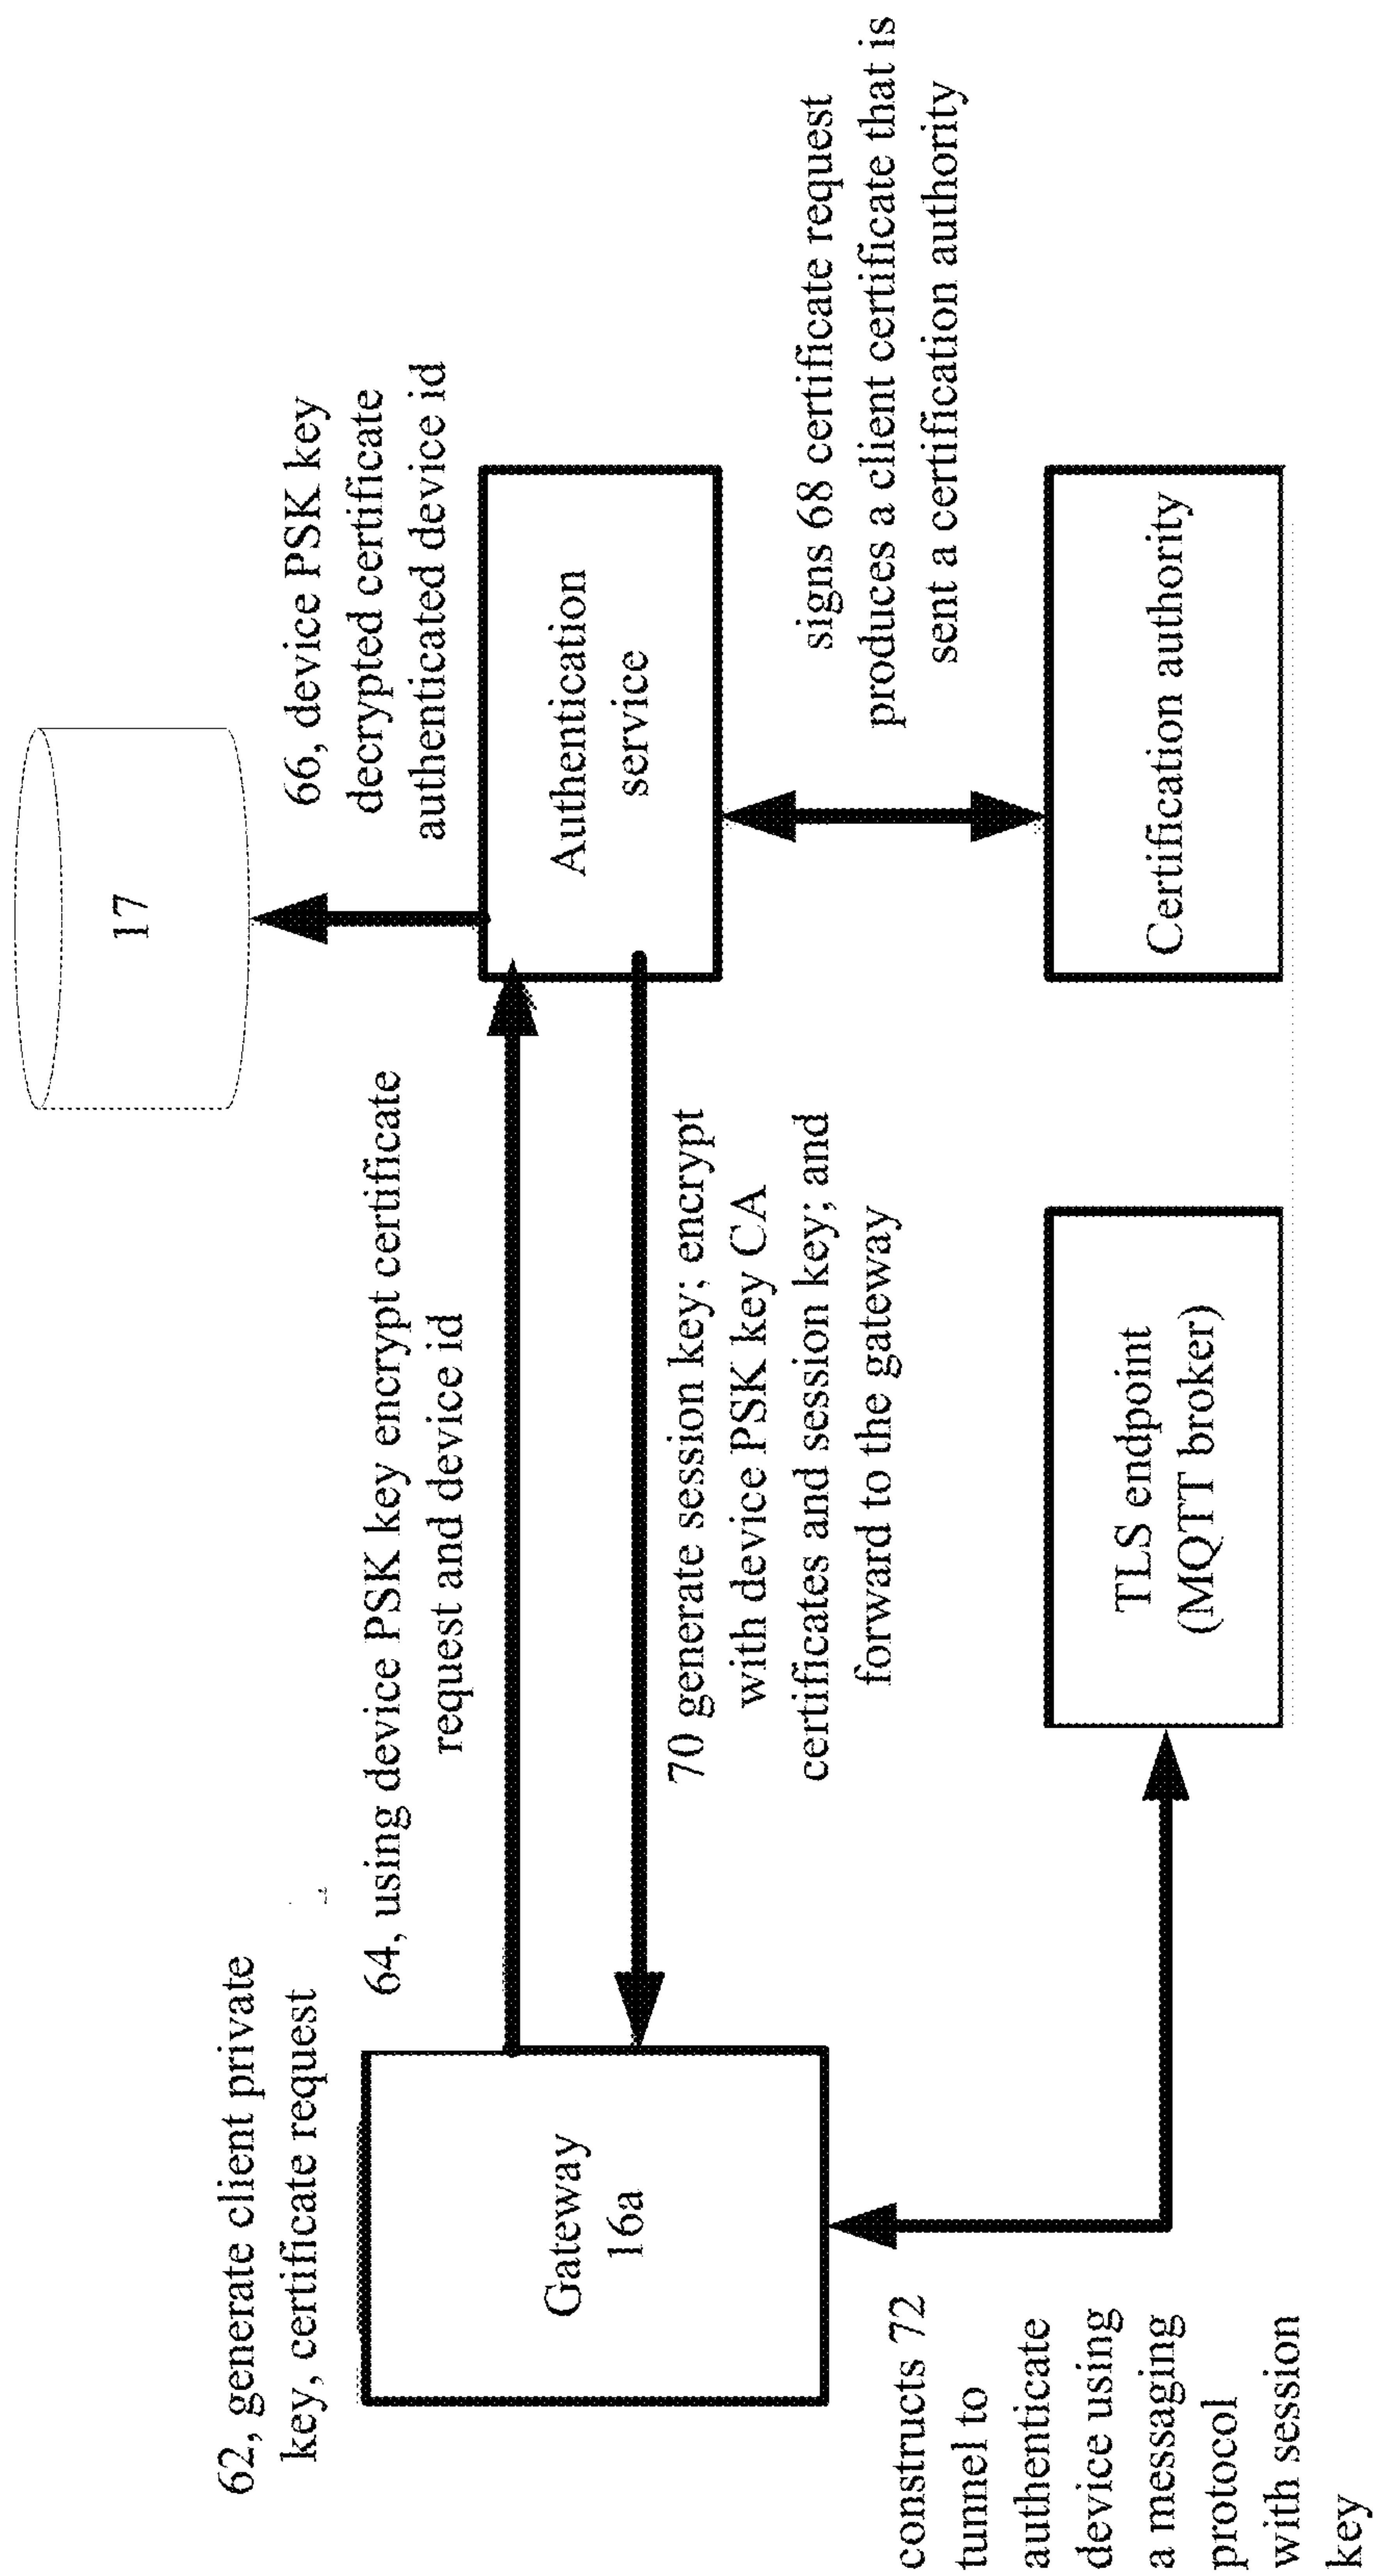 62, generate client private
key, certificate request
64, using device PSK key encrypt certificate
request and device id
66, device PSK key
decrypted certificate
authenticated device id
17
Gateway
16a
Authentication
service
70 generate session key; encrypt
with device PSK key CA
certificates and session key; and
forward to the gateway
signs 68 certificate request
produces a client certificate that is
sent a certification authority
constructs 72
tunnel to
authenticate
device using
a messaging
protocol
with session
key
TLS endpoint
(MQTT broker)
Certification authority